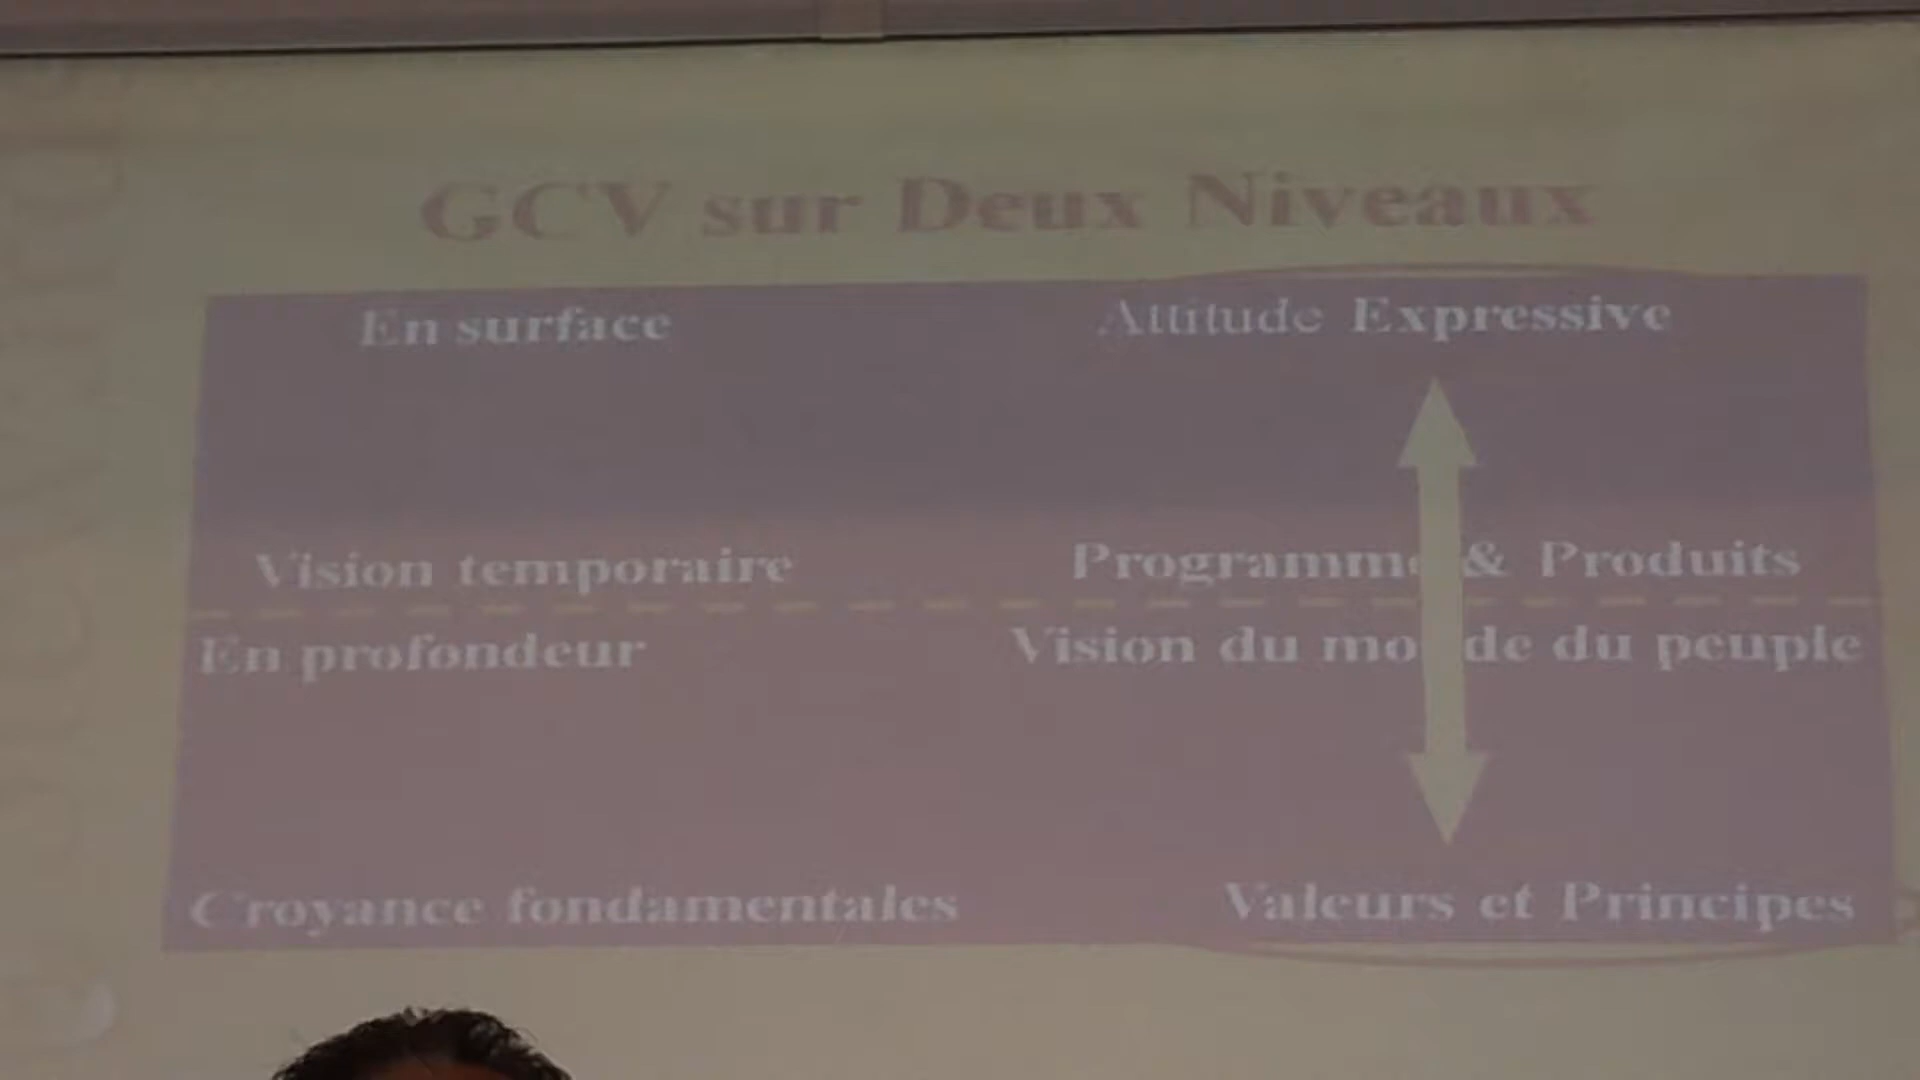 GCV sur Deux Niveaux
En surface Attitude Expressive
Vision temporaire Programme & Produits
En profondeur Vision du monde du peuple
Croyance fondamentales Valeurs et Principes